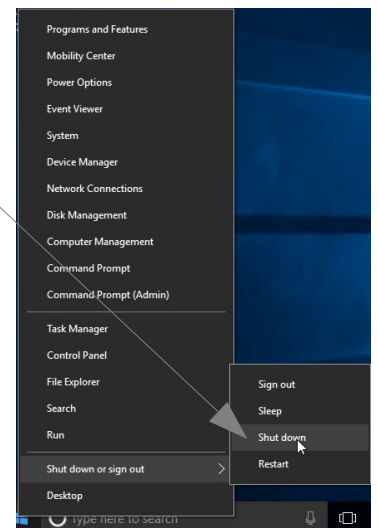 Programs and Features
Mobility Center
Power Options
Event Viewer
System
Device Manager
Network Connections
Disk Management
Computer Management
Command Prompt
Command Prompt (Admin)
Task Manager
Control Panel
File Explorer
Search
Run
Shut down or sign out
Desktop
Sign out
Sleep
Shut down
Restart
Type here to search